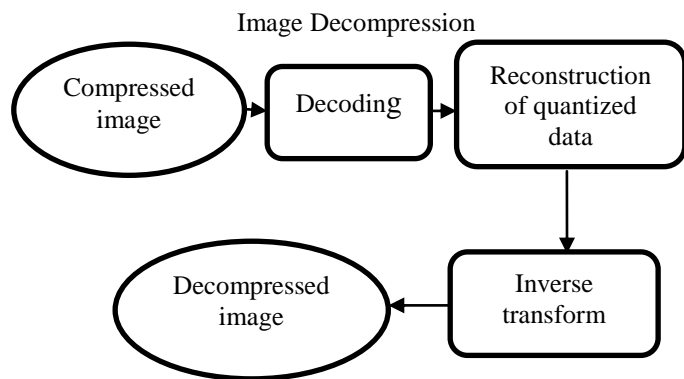 Image Decompression
Compressed
image
Decoding
Reconstruction
of quantized
data
Inverse
transform
Decompressed
image